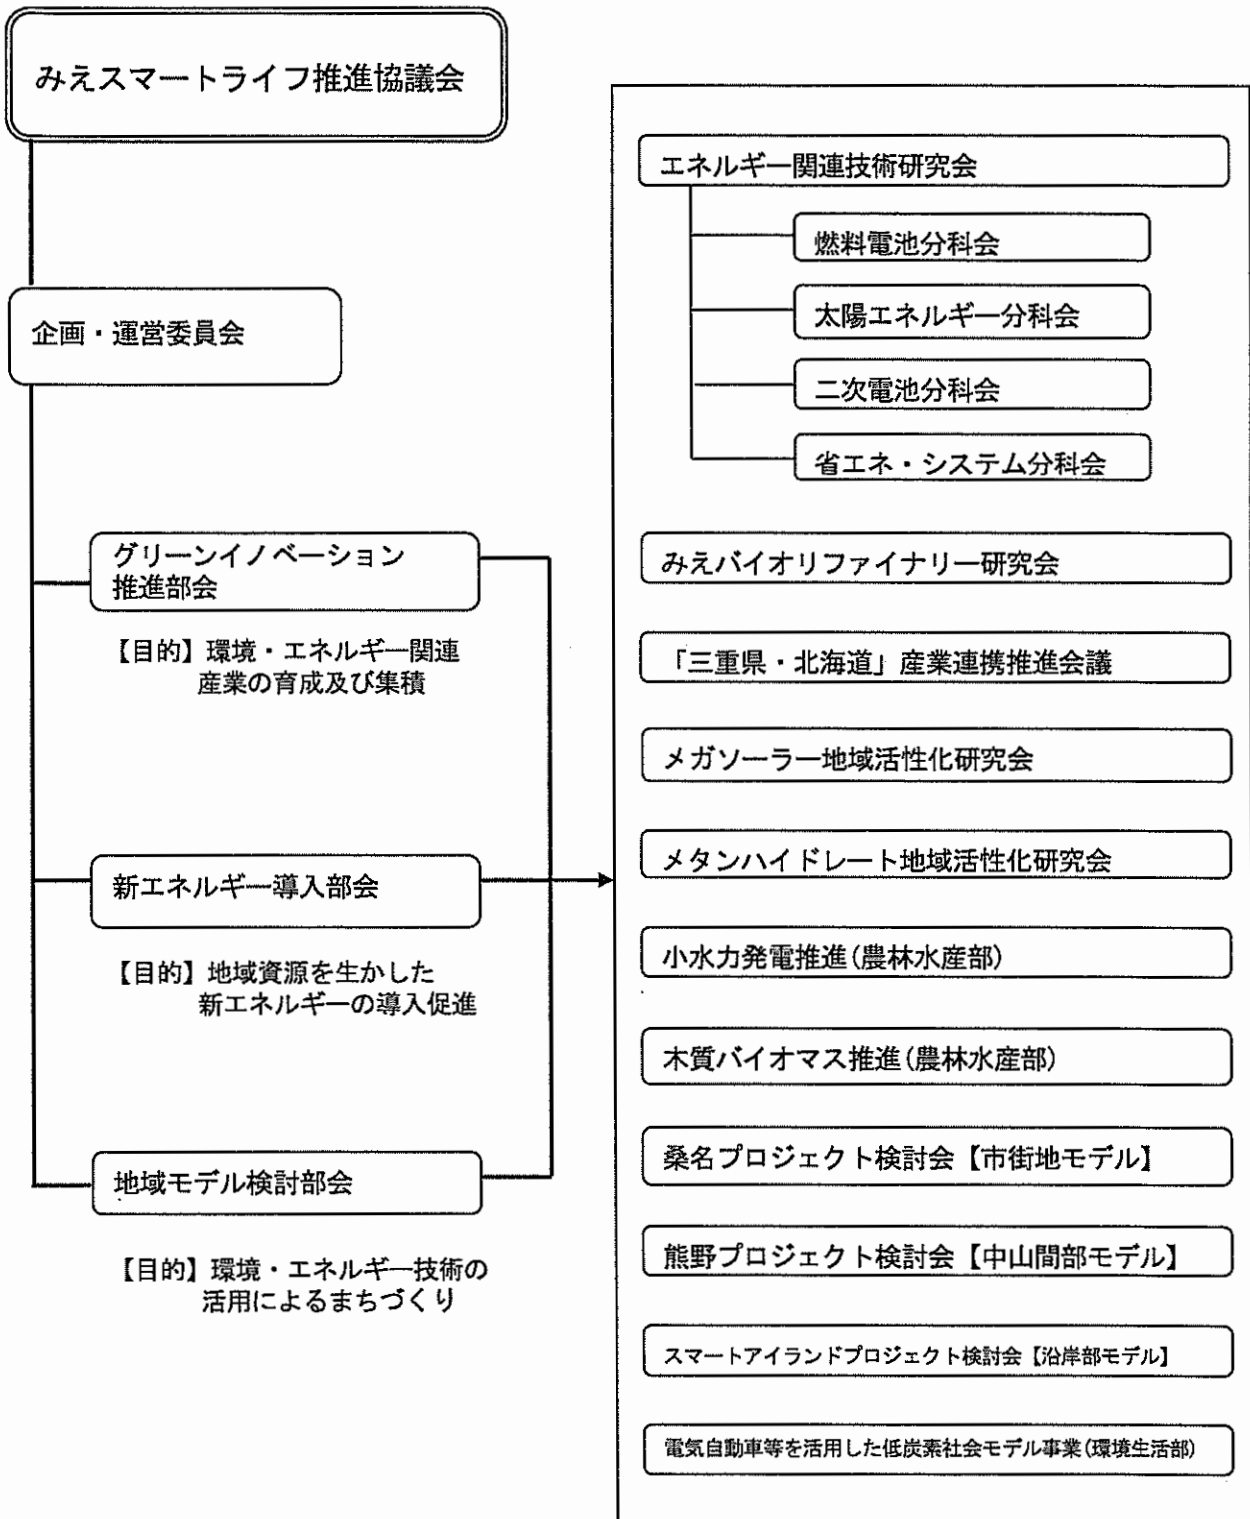 みえスマートライフ推進協議会
企画・運営委員会
グリーンイノベーション
推進部会
【目的】環境・エネルギー関連
産業の育成及び集積
新エネルギー導入部会
【目的】地域資源を生かした
新エネルギーの導入促進
地域モデル検討部会
【目的】環境・エネルギー技術の
活用によるまちづくり
エネルギー関連技術研究会
燃料電池分科会
太陽エネルギー分科会
二次電池分科会
省エネ・システム分科会
みえバイオリファイナリー研究会
「三重県・北海道」産業連携推進会議
メガソーラー地域活性化研究会
メタンハイドレート地域活性化研究会
小水力発電推進(農林水産部)
木質バイオマス推進(農林水産部)
桑名プロジェクト検討会【市街地モデル】
熊野プロジェクト検討会【中山間部モデル】
スマートアイランドプロジェクト検討会【沿岸部モデル】
電気自動車等を活用した低炭素社会モデル事業(環境生活部)